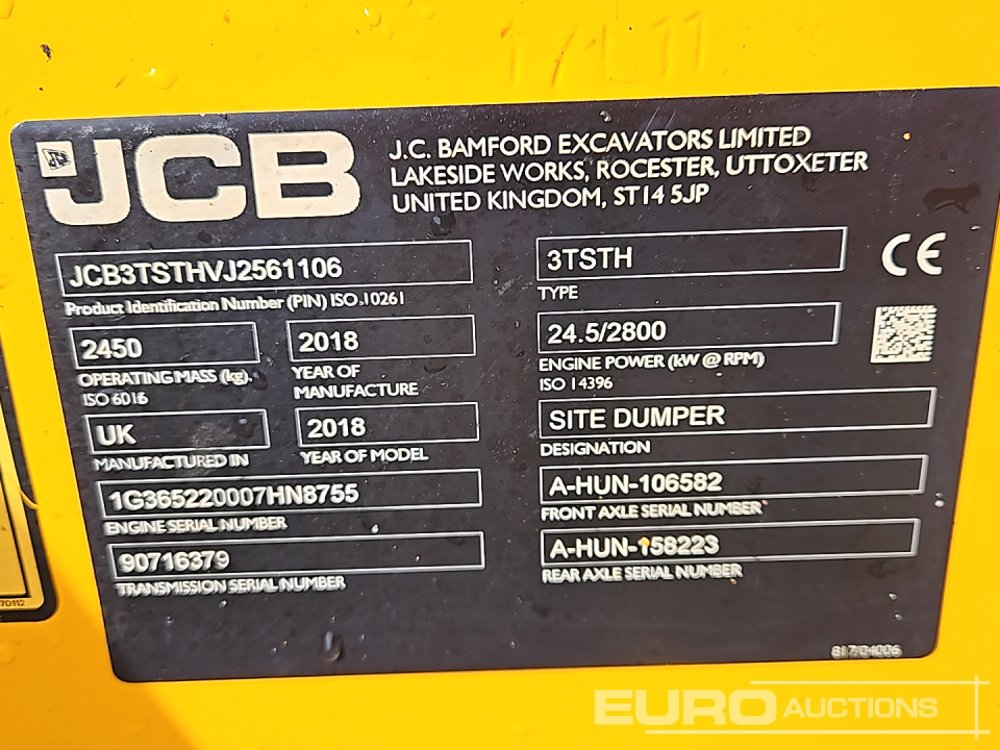 17L11
JCB
J.C. BAMFORD EXCAVATORS LIMITED
LAKESIDE WORKS, ROCESTER, UTTOXETER
UNITED KINGDOM, ST14 5JP
JCB3TSTHVJ2561106
Product Identification Number (PIN) ISO 10261
3TSTH
TYPE
CE
2450
OPERATING MASS (kg).
ISO 6016
2018
YEAR OF
MANUFACTURE
24.5/2800
ENGINE POWER (kW @ RPM)
ISO 14396
UK
MANUFACTURED IN
2018
YEAR OF MODEL
SITE DUMPER
DESIGNATION
1G365220007HN8755
ENGINE SERIAL NUMBER
A-HUN-106582
FRONT AXLE SERIAL NUMBER
90716379
TRANSMISSION SERIAL NUMBER
A-HUN-158223
REAR AXLE SERIAL NUMBER
70112
817/04006
EURO AUCTIONS